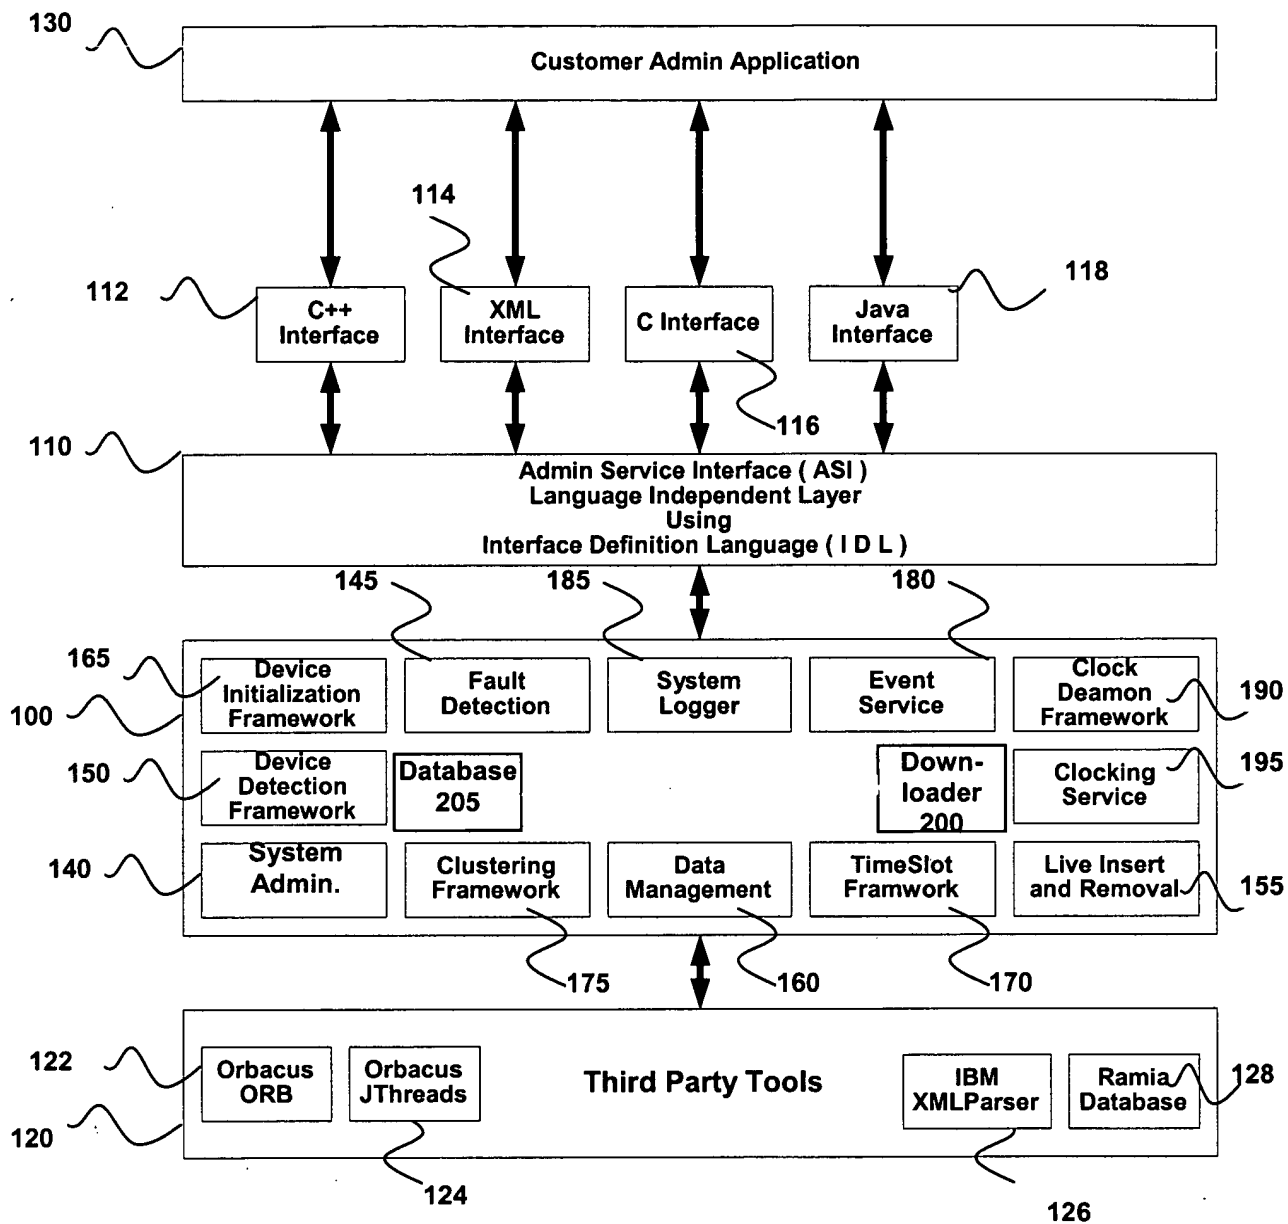 130
Customer Admin Application
114
112
118
C++
Interface
XML
Interface
C Interface
Java
Interface
116
110
Admin Service Interface ( ASI )
Language Independent Layer
Using
Interface Definition Language ( I D L )
145
185
180
165
100
Device
Initialization
Framework
Fault
Detection
System
Logger
Event
Service
Clock
Deamon
Framework
190
150
Device
Detection
Framework
Database
205
Down-
loader
200
Clocking
Service
195
140
System
Admin.
Clustering
Framework
Data
Management
TimeSlot
Framwork
Live Insert
and Removal
155
175
160
170
122
Orbacus
ORB
Orbacus
JThreads
Third Party Tools
IBM
XMLParser
Ramia
Database
128
120
124
126